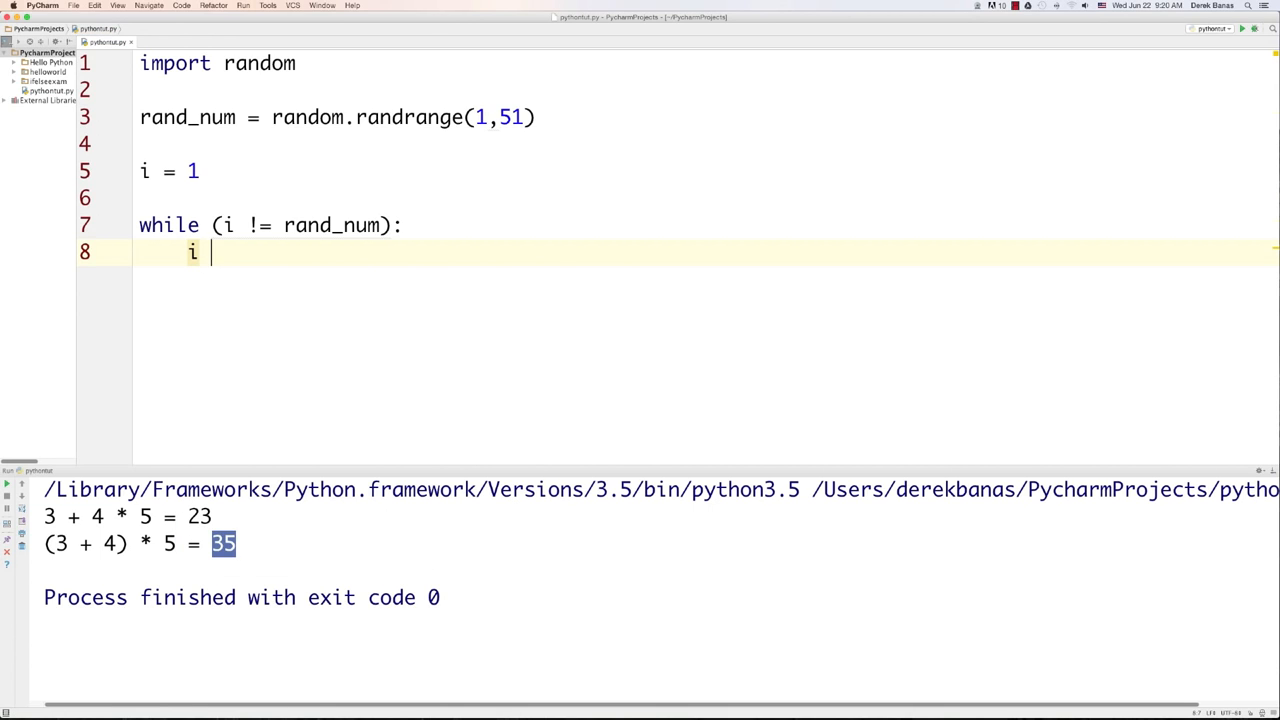 PyCharm File Edit View Navigate Code Refactor Run Tools VCS Window Help 10 Wed Jun 22 9:20 AM Derek Banas
pythontut.py - PycharmProjects - [~/PycharmProjects]
PycharmProjects pythontut.py pythontut
pythontut.py
PycharmProject
Hello Python
helloworld
ifelseexam
pythontut.py
External Librarie
1 import random
2
3 rand_num = random.randrange(1,51)
4
5 i = 1
6
7 while (i != rand_num):
8 i
Run pythontut
/Library/Frameworks/Python.framework/Versions/3.5/bin/python3.5 /Users/derekbanas/PycharmProjects/pytho
3 + 4 * 5 = 23
(3 + 4) * 5 = 35
Process finished with exit code 0
8:7 LF UTF-8